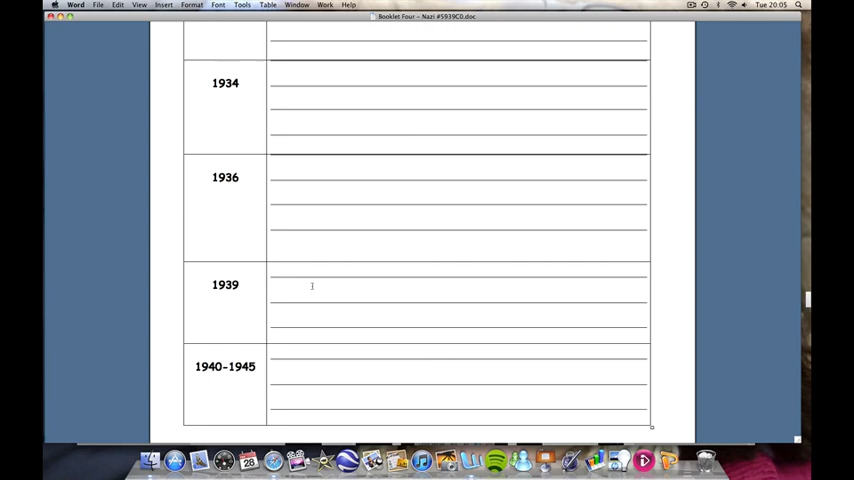 Word File Edit View Insert Format Font Tools Table Window Work Help Tue 20:05
Booklet Four – Nazi #5939C0.doc
1934
1936
1939
1940-1945
28